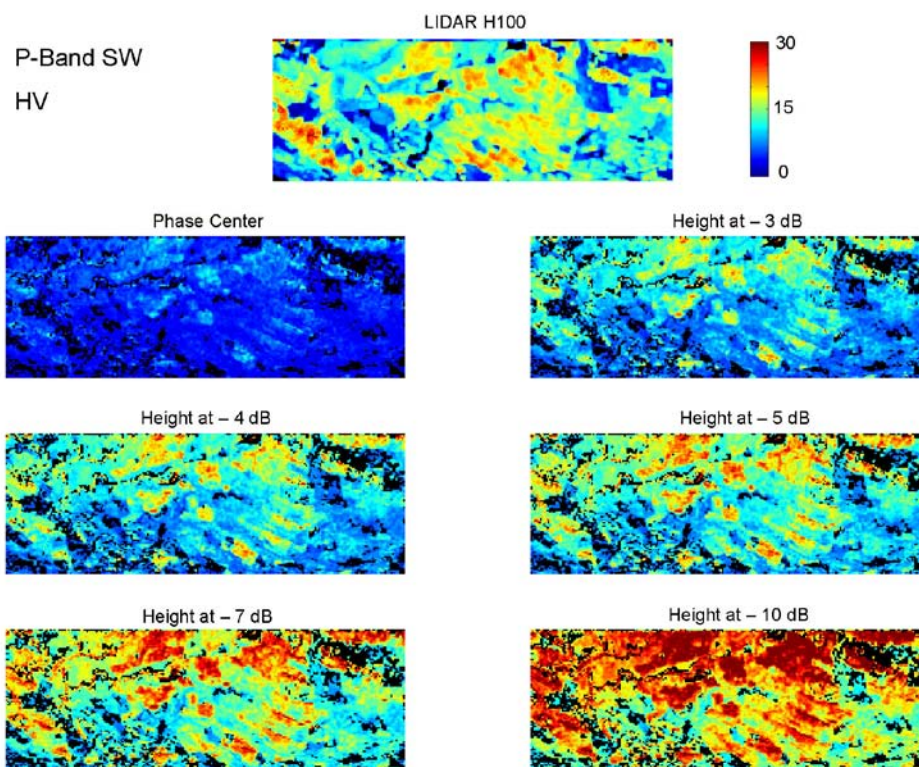 LIDAR H100
P-Band SW
HV
30
15
0
Phase Center
Height at – 3 dB
Height at – 4 dB
Height at – 5 dB
Height at – 7 dB
Height at – 10 dB